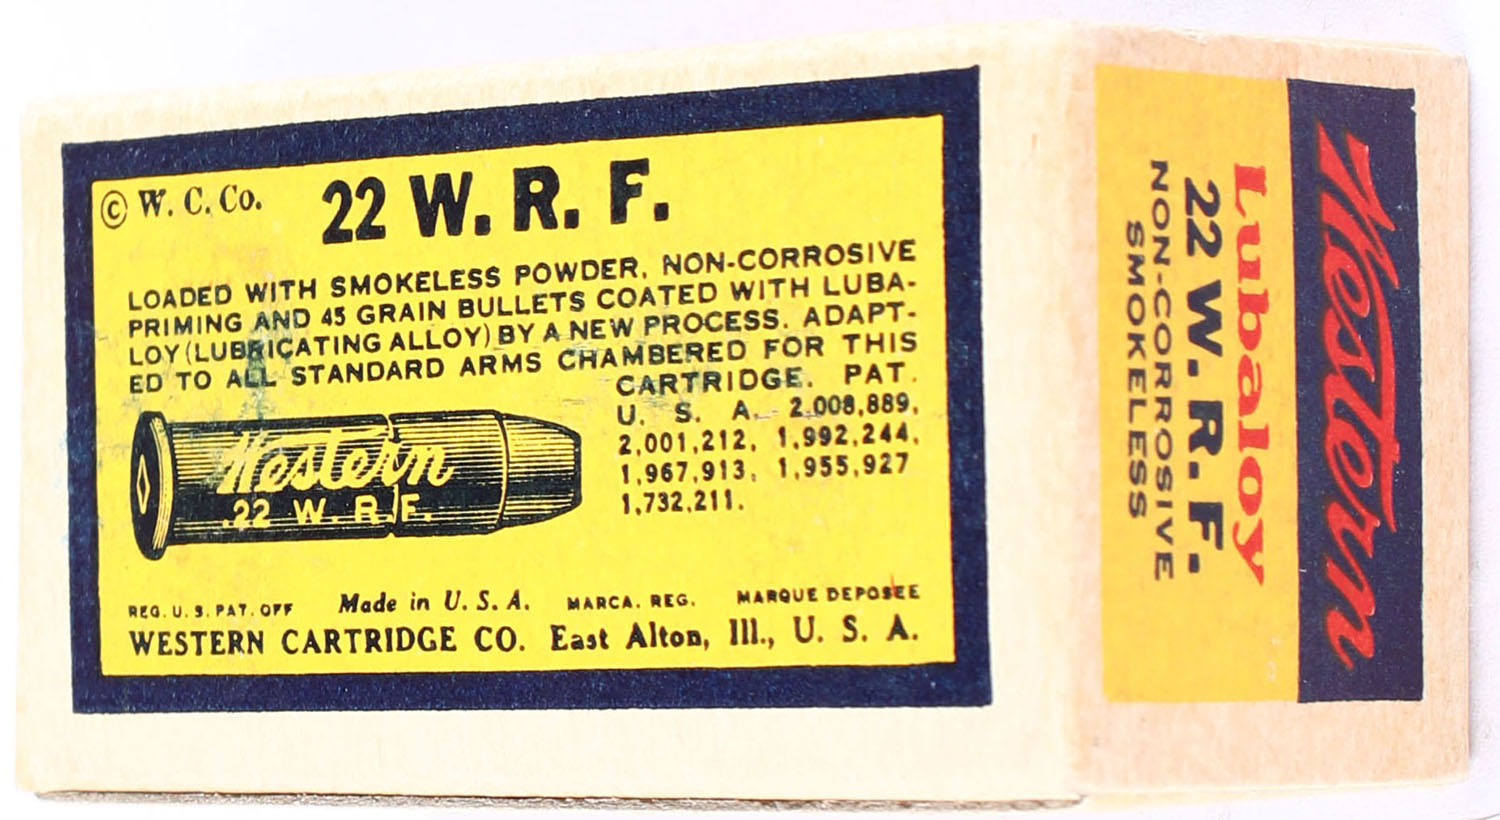 © W. C. Co.
22 W. R. F.
LOADED WITH SMOKELESS POWDER, NON-CORROSIVE
PRIMING AND 45 GRAIN BULLETS COATED WITH LUBA-
LOY (LUBRICATING ALLOY) BY A NEW PROCESS. ADAPT-
ED TO ALL STANDARD ARMS CHAMBERED FOR THIS
CARTRIDGE. PAT.
U. S. A. 2,008,889,
2,001,212, 1,992,244,
1,967,913, 1,955,927
1,732,211.
Western
.22 W. R. F.
REG. U. S. PAT. OFF Made in U. S. A. MARCA. REG. MARQUE DEPOSEE
WESTERN CARTRIDGE CO. East Alton, Ill., U. S. A.
Western
Lubaloy
22 W. R. F.
NON-CORROSIVE
SMOKELESS